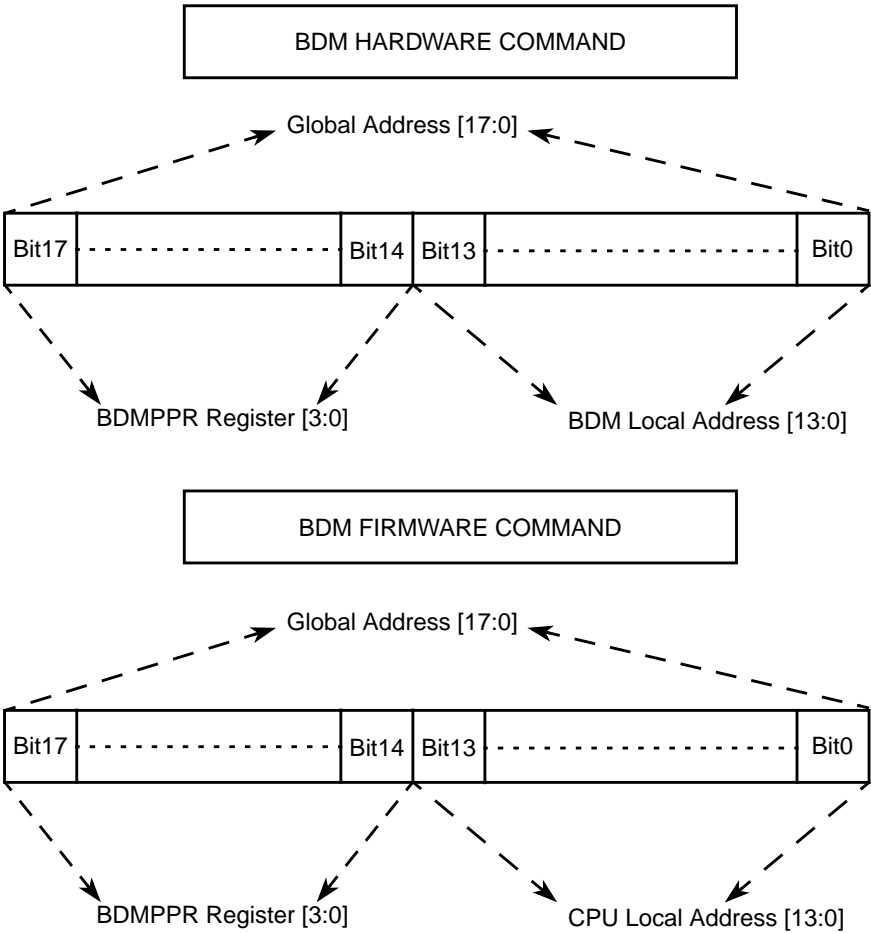 BDM HARDWARE COMMAND
Global Address [17:0]
Bit17 Bit14 Bit13 Bit0
BDMPPR Register [3:0]
BDM Local Address [13:0]
BDM FIRMWARE COMMAND
Global Address [17:0]
Bit17 Bit14 Bit13 Bit0
BDMPPR Register [3:0]
CPU Local Address [13:0]